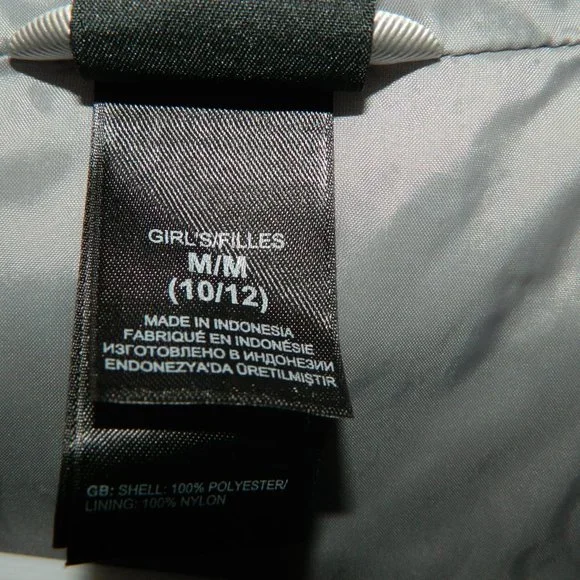 GIRL'S/FILLES
M/M
(10/12)
MADE IN INDONESIA
FABRIQUÉ EN INDONÉSIE
ИЗГОТОВЛЕНО В ИНДОНЕЗИИ
ENDONEZYA'DA ÜRETILMIŞTIR
GB: SHELL: 100% POLYESTER/
LINING: 100% NYLON